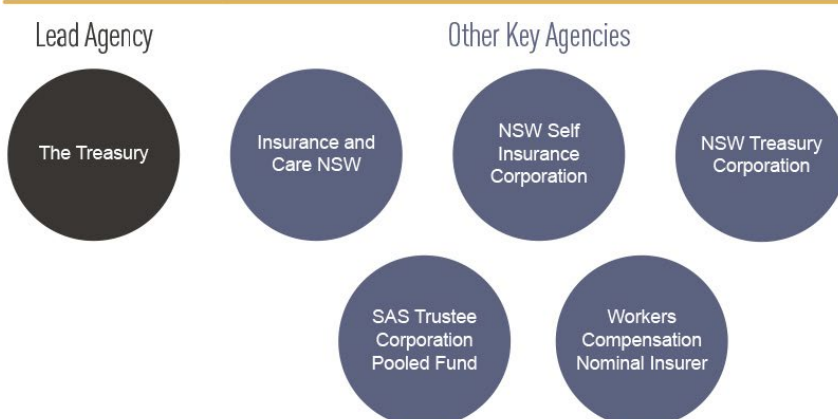 Lead Agency
Other Key Agencies
The Treasury
Insurance and
Care NSW
NSW Self
Insurance
Corporation
NSW Treasury
Corporation
SAS Trustee
Corporation
Pooled Fund
Workers
Compensation
Nominal Insurer